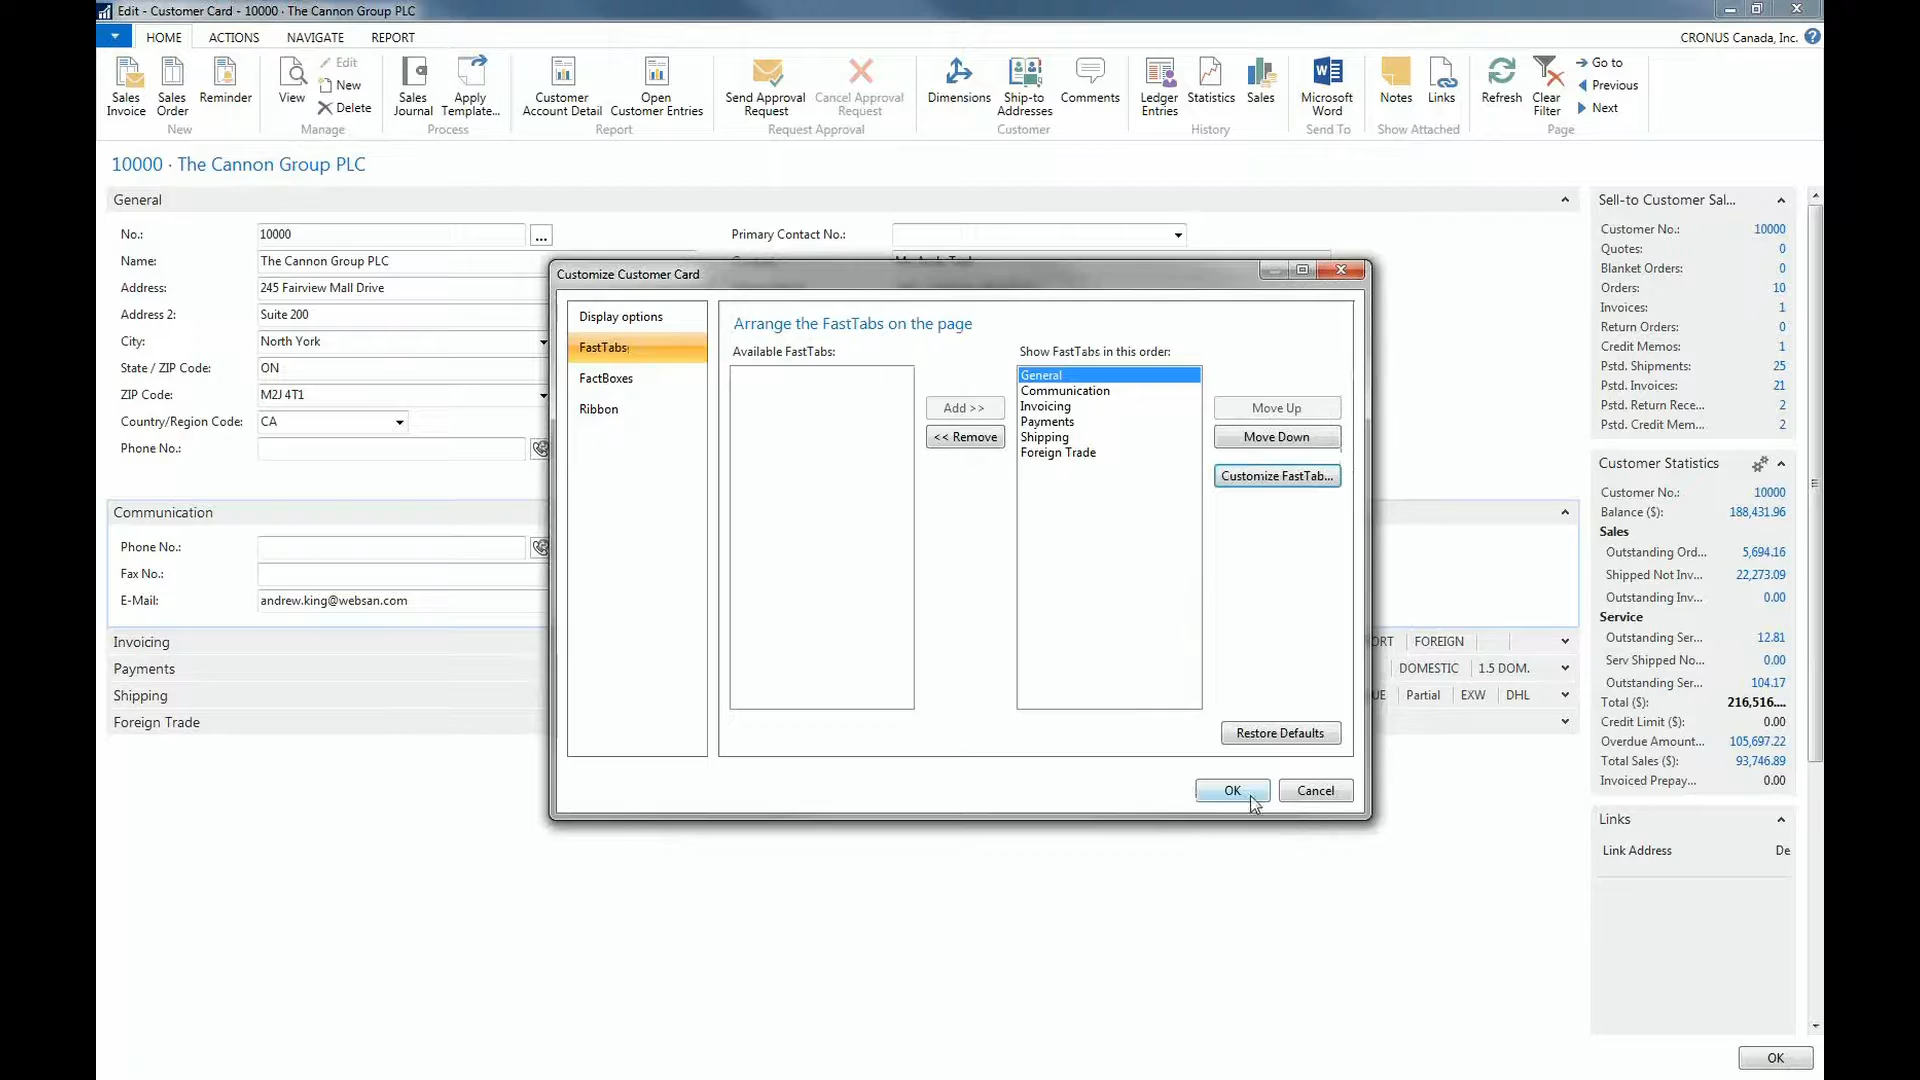 Edit - Customer Card - 10000 · The Cannon Group PLC
HOME ACTIONS NAVIGATE REPORT
CRONUS Canada, Inc.
Sales Invoice
Sales Order
Reminder
New
View
Edit
New
Delete
Manage
Sales Journal
Apply Template...
Process
Customer Account Detail
Open Customer Entries
Report
Send Approval Request
Cancel Approval Request
Request Approval
Dimensions
Ship-to Addresses
Comments
Customer
Ledger Entries
Statistics
Sales
History
Microsoft Word
Send To
Notes
Links
Show Attached
Refresh
Clear Filter
Go to
Previous
Next
Page
10000 · The Cannon Group PLC
General
No.: 10000 ...
Primary Contact No.:
Name: The Cannon Group PLC
Address: 245 Fairview Mall Drive
Address 2: Suite 200
City: North York
State / ZIP Code: ON
ZIP Code: M2J 4T1
Country/Region Code: CA
Phone No.:
Communication
Phone No.:
Fax No.:
E-Mail: andrew.king@websan.com
Invoicing
FOREIGN
Payments
DOMESTIC 1.5 DOM.
Shipping
Partial EXW DHL
Foreign Trade
Customize Customer Card
Display options
FastTabs
FactBoxes
Ribbon
Arrange the FastTabs on the page
Available FastTabs:
Show FastTabs in this order:
General
Communication
Invoicing
Payments
Shipping
Foreign Trade
Add >>
<< Remove
Move Up
Move Down
Customize FastTab...
Restore Defaults
OK
Cancel
Sell-to Customer Sal...
Customer No.: 10000
Quotes: 0
Blanket Orders: 0
Orders: 10
Invoices: 1
Return Orders: 0
Credit Memos: 1
Pstd. Shipments: 25
Pstd. Invoices: 21
Pstd. Return Rece... 2
Pstd. Credit Mem... 2
Customer Statistics
Customer No.: 10000
Balance ($): 188,431.96
Sales
Outstanding Ord... 5,694.16
Shipped Not Inv... 22,273.09
Outstanding Inv... 0.00
Service
Outstanding Ser... 12.81
Serv Shipped No... 0.00
Outstanding Ser... 104.17
Total ($): 216,516....
Credit Limit ($): 0.00
Overdue Amount... 105,697.22
Total Sales ($): 93,746.89
Invoiced Prepay... 0.00
Links
Link Address De
OK